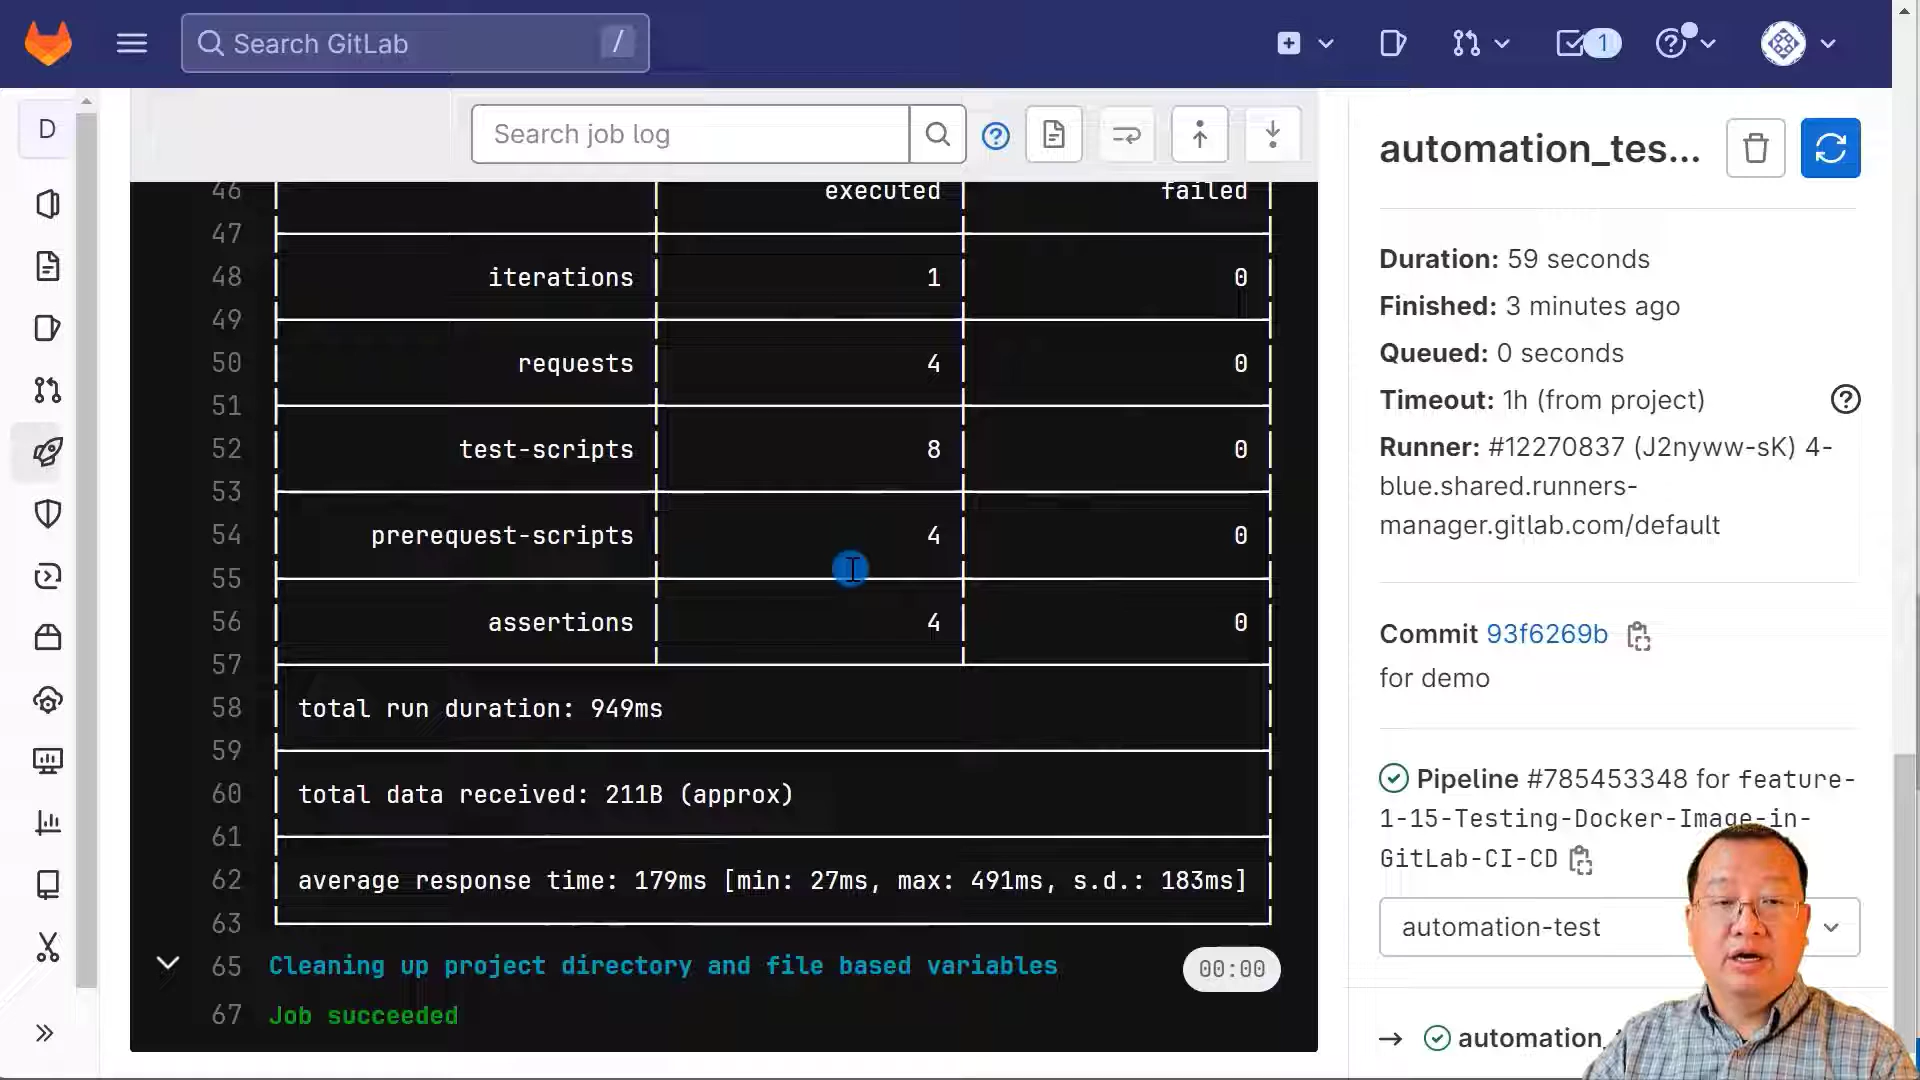 Search GitLab /
1
D
Search job log
46 executed failed
47
48 iterations 1 0
49
50 requests 4 0
51
52 test-scripts 8 0
53
54 prerequest-scripts 4 0
55
56 assertions 4 0
57
58 total run duration: 949ms
59
60 total data received: 211B (approx)
61
62 average response time: 179ms [min: 27ms, max: 491ms, s.d.: 183ms]
63
65 Cleaning up project directory and file based variables 00:00
67 Job succeeded
automation_tes...
Duration: 59 seconds
Finished: 3 minutes ago
Queued: 0 seconds
Timeout: 1h (from project)
Runner: #12270837 (J2nyww-sK) 4-
blue.shared.runners-
manager.gitlab.com/default
Commit 93f6269b
for demo
Pipeline #785453348 for feature-
1-15-Testing-Docker-Image-in-
GitLab-CI-CD
automation-test
automation_